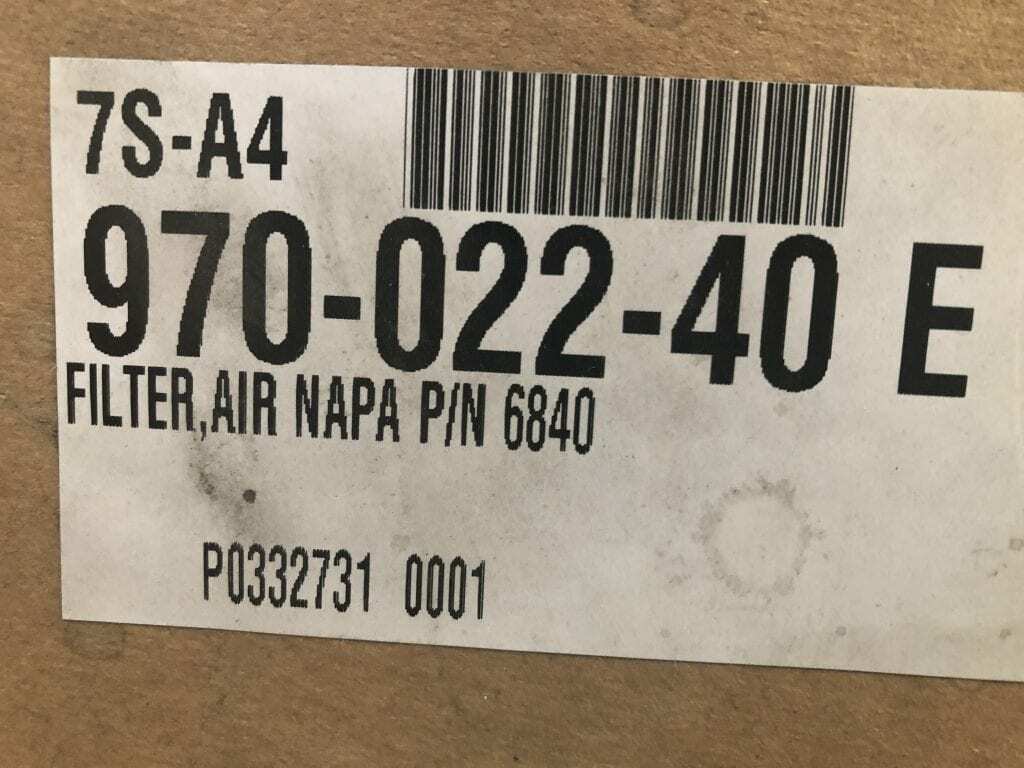 7S-A4
970-022-40 E
FILTER,AIR NAPA P/N 6840
P0332731 0001